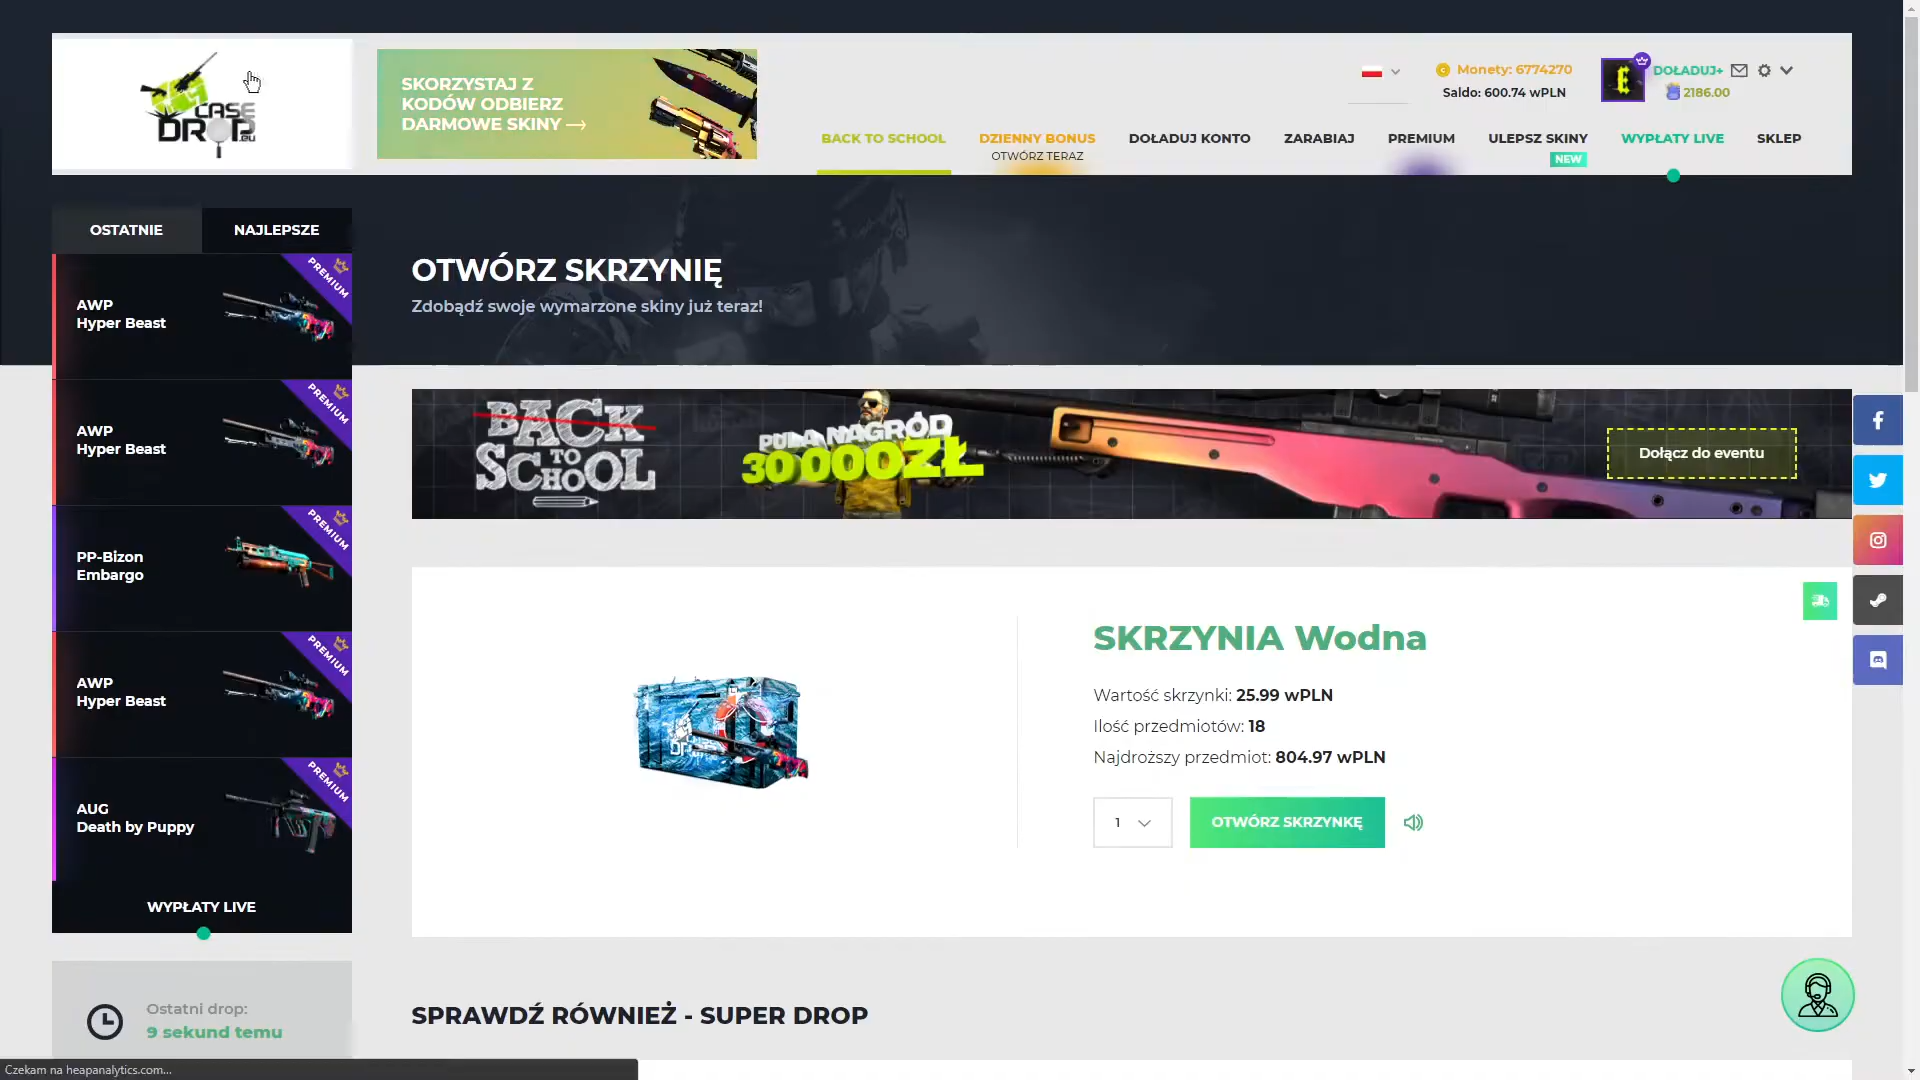 CASE
DROP.eu
SKORZYSTAJ Z
KODÓW ODBIERZ
DARMOWE SKINY
Monety: 6774270
Saldo: 600.74 wPLN
DOŁADUJ+
2186.00
BACK TO SCHOOL
DZIENNY BONUS
OTWÓRZ TERAZ
DOŁADUJ KONTO
ZARABIAJ
PREMIUM
ULEPSZ SKINY
NEW
WYPŁATY LIVE
SKLEP
OSTATNIE
NAJLEPSZE
PREMIUM
AWP
Hyper Beast
PREMIUM
AWP
Hyper Beast
PREMIUM
PP-Bizon
Embargo
PREMIUM
AWP
Hyper Beast
PREMIUM
AUG
Death by Puppy
WYPŁATY LIVE
Ostatni drop:
9 sekund temu
OTWÓRZ SKRZYNIĘ
Zdobądź swoje wymarzone skiny już teraz!
BACK
TO
SCHOOL
PULA NAGRÓD
30 000ZŁ
Dołącz do eventu
SKRZYNIA Wodna
Wartość skrzynki: 25.99 wPLN
Ilość przedmiotów: 18
Najdroższy przedmiot: 804.97 wPLN
1
OTWÓRZ SKRZYNKĘ
SPRAWDŹ RÓWNIEŻ - SUPER DROP
Czekam na heapanalytics.com...